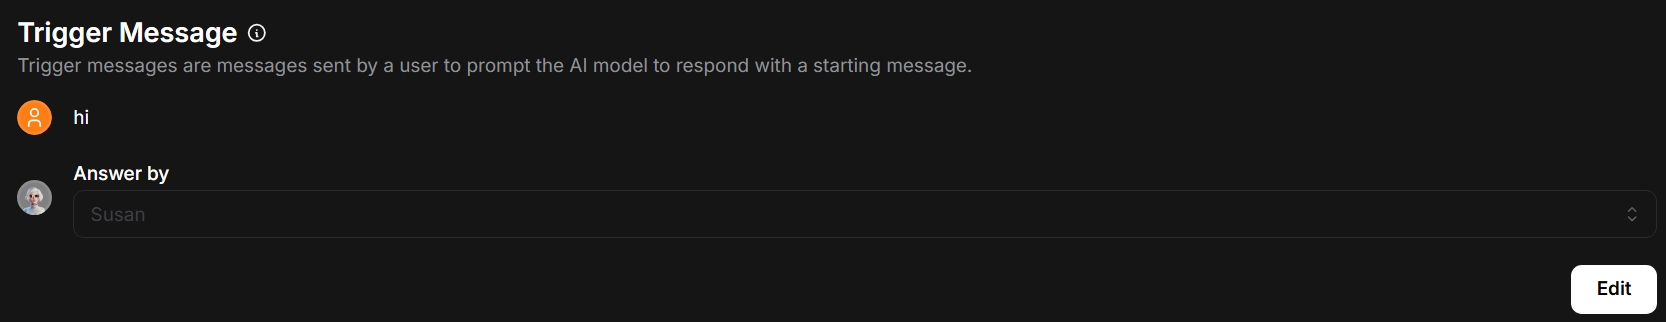 Trigger Message
Trigger messages are messages sent by a user to prompt the AI model to respond with a starting message.
hi
Answer by
Susan
Edit